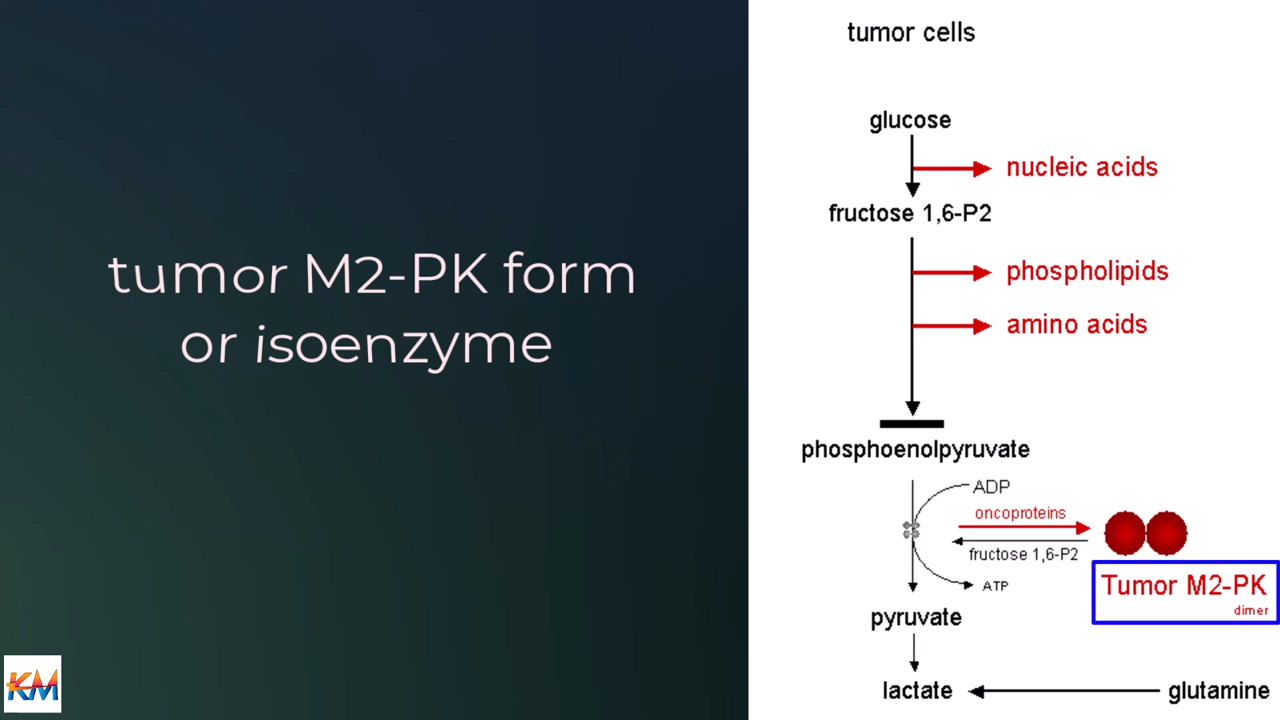 tumor M2-PK form
or isoenzyme
KM
tumor cells
glucose
nucleic acids
fructose 1,6-P2
phospholipids
amino acids
phosphoenolpyruvate
ADP
oncoproteins
fructose 1,6-P2
ATP
Tumor M2-PK
dimer
pyruvate
lactate
glutamine